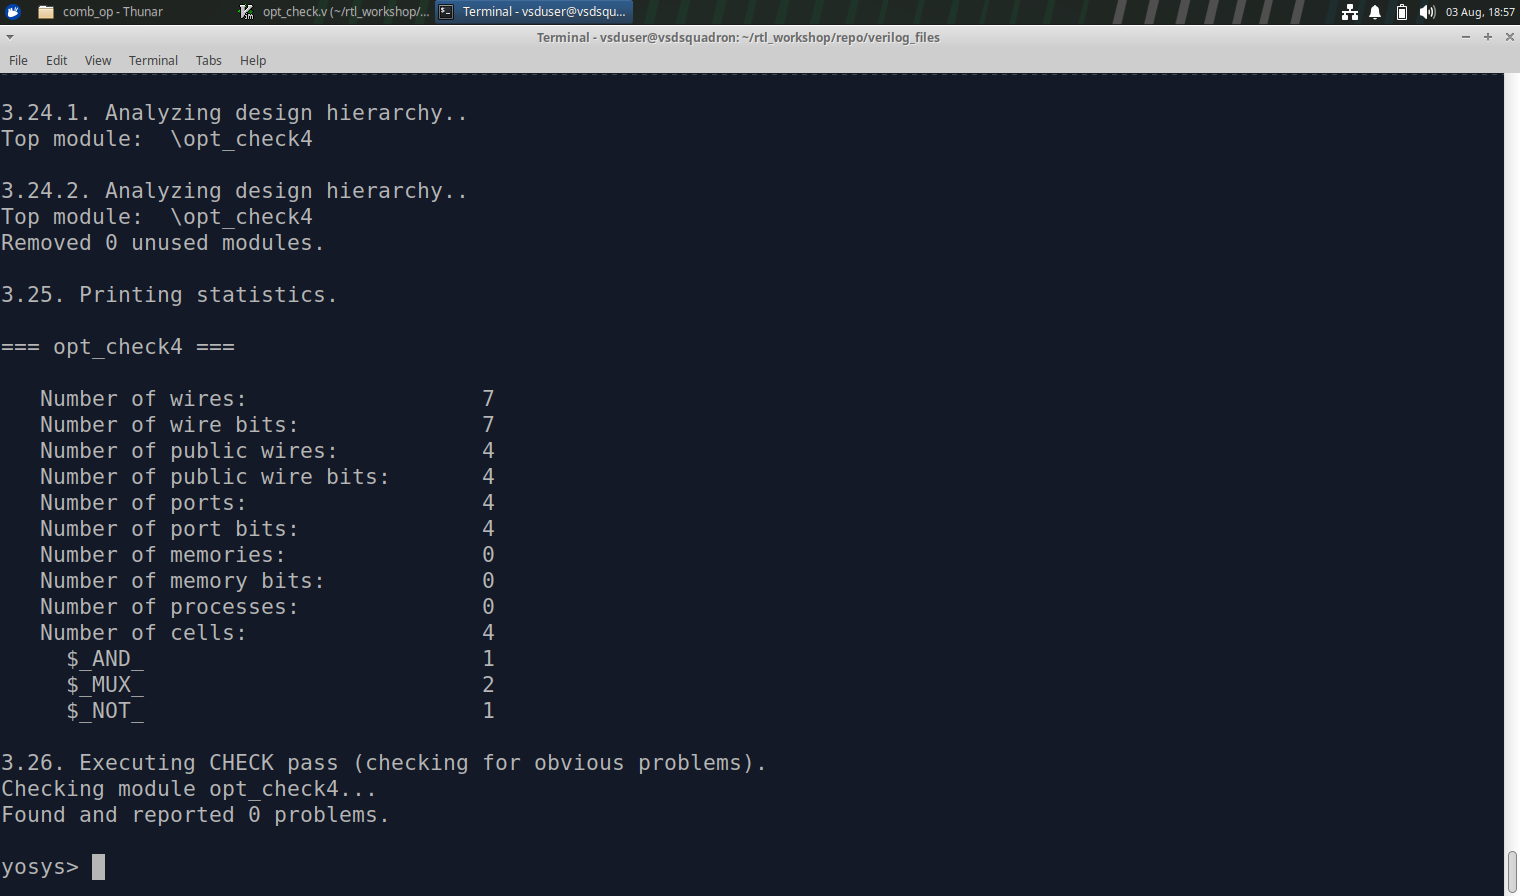 comb_op - Thunar
opt_check.v (~/rtl_workshop/...
Terminal - vsduser@vsdsqu...
03 Aug, 18:57
Terminal - vsduser@vsdsquadron: ~/rtl_workshop/repo/verilog_files
File Edit View Terminal Tabs Help
3.24.1. Analyzing design hierarchy..
Top module:  \opt_check4
3.24.2. Analyzing design hierarchy..
Top module:  \opt_check4
Removed 0 unused modules.
3.25. Printing statistics.
=== opt_check4 ===
Number of wires: 7
Number of wire bits: 7
Number of public wires: 4
Number of public wire bits: 4
Number of ports: 4
Number of port bits: 4
Number of memories: 0
Number of memory bits: 0
Number of processes: 0
Number of cells: 4
$_AND_ 1
$_MUX_ 2
$_NOT_ 1
3.26. Executing CHECK pass (checking for obvious problems).
Checking module opt_check4...
Found and reported 0 problems.
yosys>